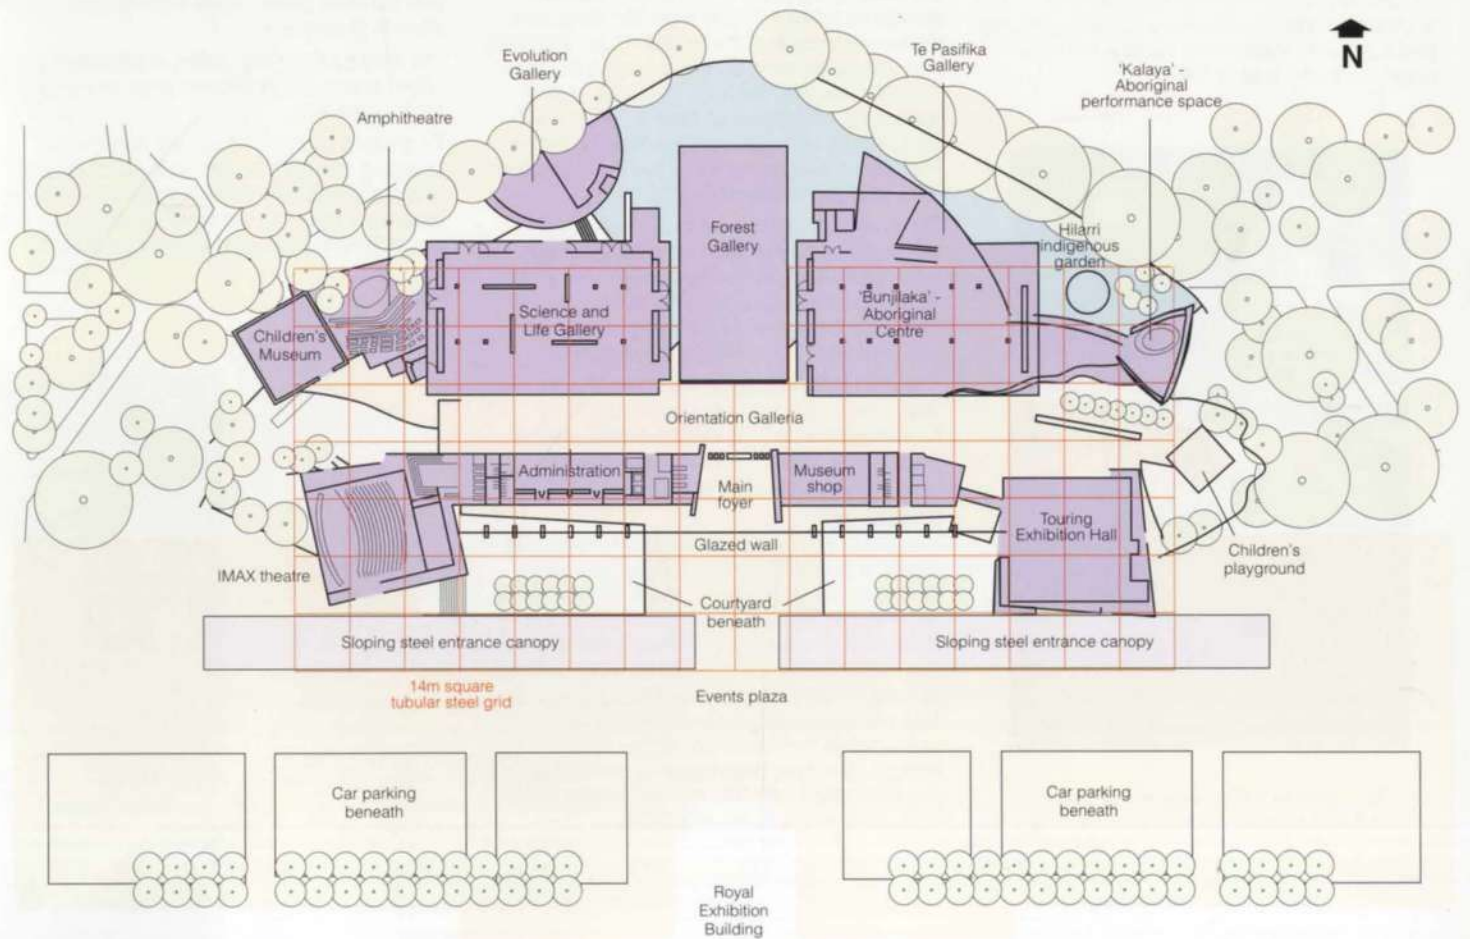 N
Evolution
Gallery
Te Pasifika
Gallery
'Kalaya' -
Aboriginal
performance space
Amphitheatre
Forest
Gallery
Hilarri
indigenous
garden
Science and
Life Gallery
'Bunjilaka' -
Aboriginal
Centre
Children's
Museum
Orientation Galleria
Administration
Main
foyer
Museum
shop
Touring
Exhibition Hall
Glazed wall
IMAX theatre
Children's
playground
Courtyard
beneath
Sloping steel entrance canopy
Sloping steel entrance canopy
14m square
tubular steel grid
Events plaza
Car parking
beneath
Car parking
beneath
Royal
Exhibition
Building